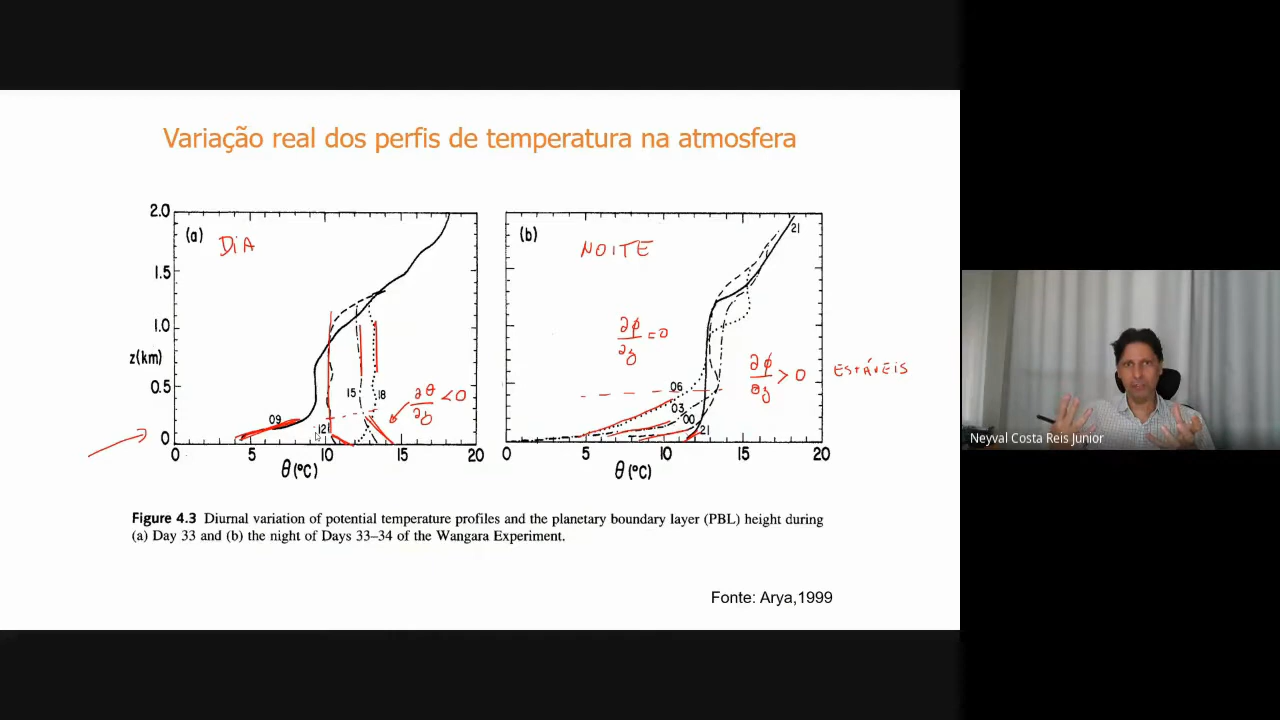 Variação real dos perfis de temperatura na atmosfera
2.0
1.5
1.0
z(km)
0.5
0
(a)
DIA
09
12
15
18
∂θ/∂z < 0
0 5 10 15 20
θ(°C)
(b)
NOITE
21
∂φ/∂z = 0
∂φ/∂z > 0 ESTÁVEIS
06
03
00
21
0 5 10 15 20
θ(°C)
Figure 4.3 Diurnal variation of potential temperature profiles and the planetary boundary layer (PBL) height during
(a) Day 33 and (b) the night of Days 33–34 of the Wangara Experiment.
Fonte: Arya,1999
Neyval Costa Reis Junior